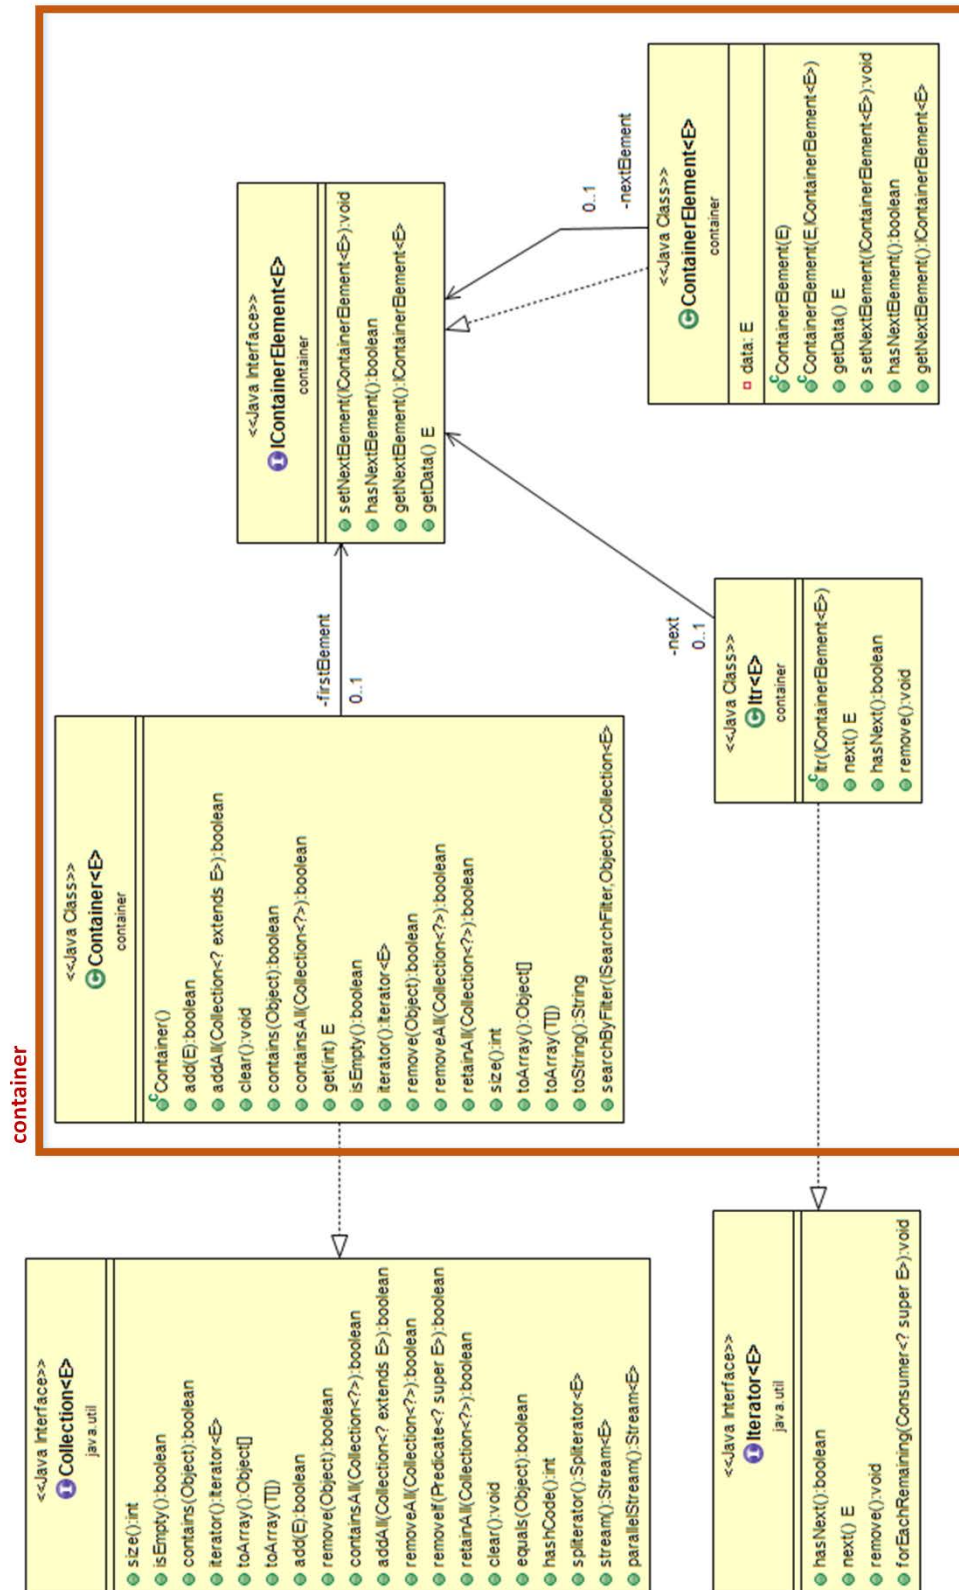 container
<<Java Interface>>
Collection<E>
java.util
size():int
isEmpty():boolean
contains(Object):boolean
iterator():Iterator<E>
toArray():Object[]
toArray(T[])
add(E):boolean
remove(Object):boolean
containsAll(Collection<?>):boolean
addAll(Collection<? extends E>):boolean
removeAll(Collection<?>):boolean
removeIf(Predicate<? super E>):boolean
retainAll(Collection<?>):boolean
clear():void
equals(Object):boolean
hashCode():int
spliterator():Spliterator<E>
stream():Stream<E>
parallelStream():Stream<E>
<<Java Class>>
Container<E>
container
Container()
add(E):boolean
addAll(Collection<? extends E>):boolean
clear():void
contains(Object):boolean
containsAll(Collection<?>):boolean
get(int) E
isEmpty():boolean
iterator():Iterator<E>
remove(Object):boolean
removeAll(Collection<?>):boolean
retainAll(Collection<?>):boolean
size():int
toArray():Object[]
toArray(T[])
toString():String
searchByFilter(ISearchFilter,Object):Collection<E>
-firstElement
0..1
<<Java Interface>>
IContainerElement<E>
container
setNextElement(IContainerElement<E>):void
hasNextElement():boolean
getNextElement():IContainerElement<E>
getData() E
<<Java Interface>>
Iterator<E>
java.util
hasNext():boolean
next() E
remove():void
forEachRemaining(Consumer<? super E>):void
<<Java Class>>
Itr<E>
container
Itr(IContainerElement<E>)
next() E
hasNext():boolean
remove():void
-next
0..1
0..1
-nextElement
<<Java Class>>
ContainerElement<E>
container
data: E
ContainerElement(E)
ContainerElement(E,IContainerElement<E>)
getData() E
setNextElement(IContainerElement<E>):void
hasNextElement():boolean
getNextElement():IContainerElement<E>